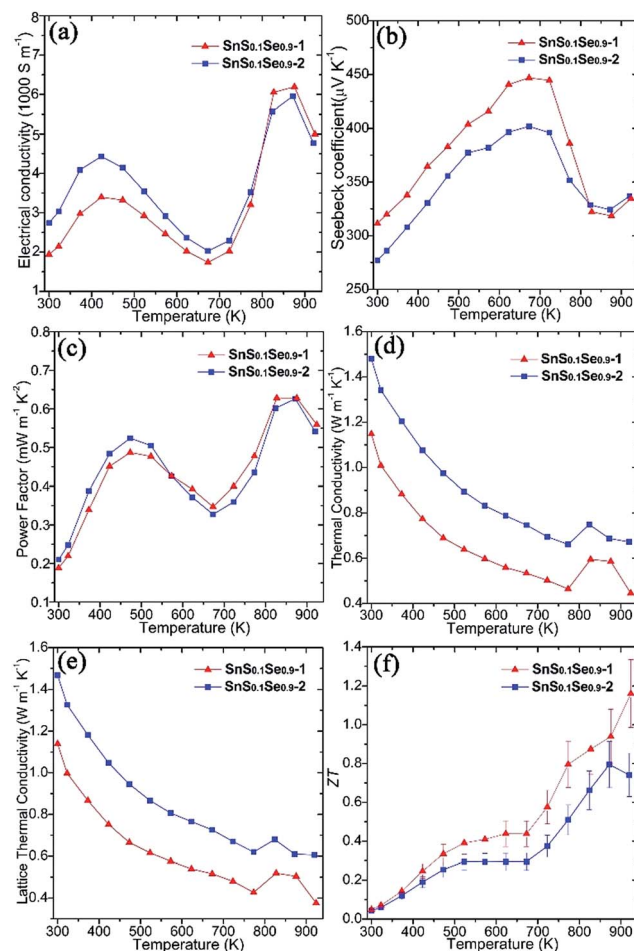 (a)
SnS0.1Se0.9-1
SnS0.1Se0.9-2
Electrical conductivity (1000 S m⁻¹)
6
5
4
3
2
1
300 400 500 600 700 800 900
Temperature (K)
(b)
SnS0.1Se0.9-1
SnS0.1Se0.9-2
Seebeck coefficient(μV K⁻¹)
450
400
350
300
250
300 400 500 600 700 800 900
Temperature (K)
(c)
SnS0.1Se0.9-1
SnS0.1Se0.9-2
Power Factor (mW m⁻¹ K⁻²)
0.8
0.7
0.6
0.5
0.4
0.3
0.2
0.1
300 400 500 600 700 800 900
Temperature (K)
(d)
SnS0.1Se0.9-1
SnS0.1Se0.9-2
Thermal Conductivity (W m⁻¹ K⁻¹)
1.6
1.4
1.2
1.0
0.8
0.6
0.4
300 400 500 600 700 800 900
Temperature (K)
(e)
SnS0.1Se0.9-1
SnS0.1Se0.9-2
Lattice Thermal Conductivity (W m⁻¹ K⁻¹)
1.6
1.4
1.2
1.0
0.8
0.6
0.4
300 400 500 600 700 800 900
Temperature (K)
(f)
SnS0.1Se0.9-1
SnS0.1Se0.9-2
ZT
1.4
1.2
1.0
0.8
0.6
0.4
0.2
0.0
300 400 500 600 700 800 900
Temperature (K)